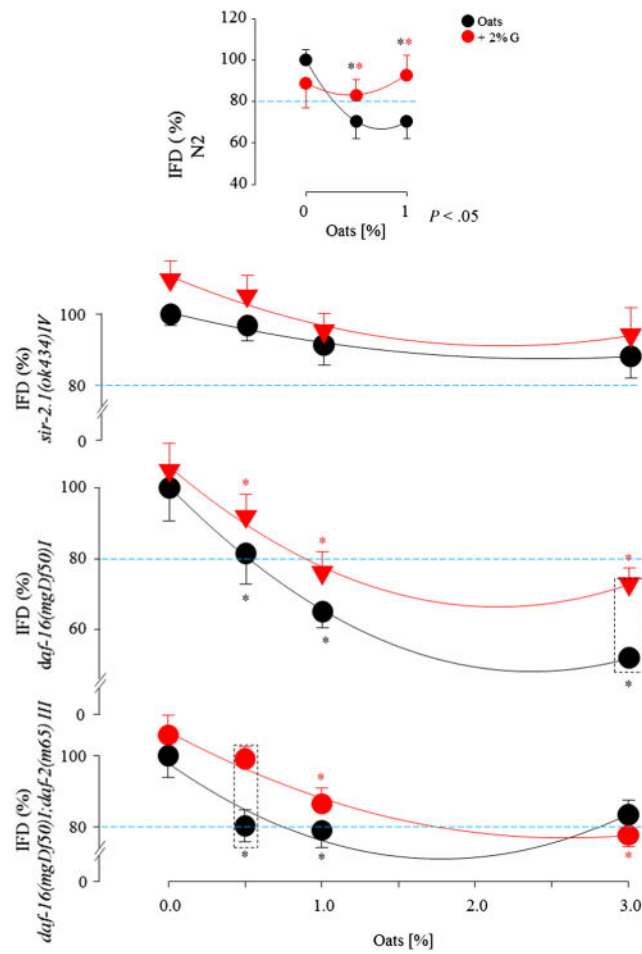 120
100
80
60
40
IFD (%)
N2
Oats
+ 2% G
**
**
0
1
Oats [%]
P < .05
IFD (%)
sir-2.1(ok434)IV
100
80
0
IFD (%)
daf-16(mgDf50)I
100
80
60
0
*
*
*
*
*
*
IFD (%)
daf-16(mgDf50)I:daf-2(m65) III
100
80
0
*
*
*
*
0.0
1.0
2.0
3.0
Oats [%]